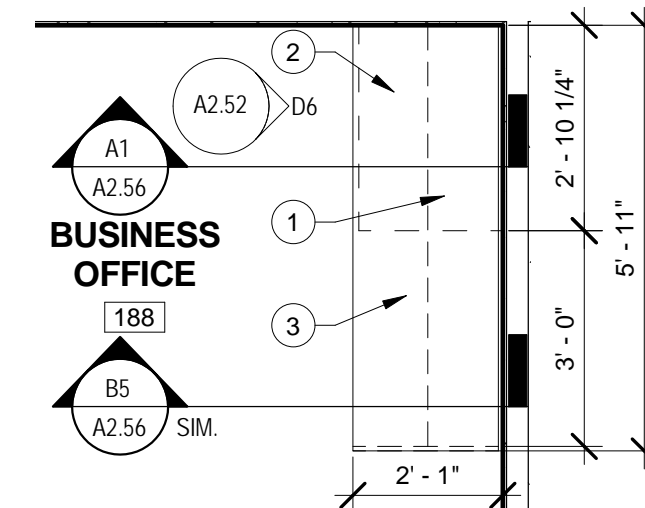 2
A2.52
D6
2' - 10 1/4"
A1
A2.56
1
BUSINESS
OFFICE
5' - 11"
188
3
3' - 0"
B5
A2.56
SIM.
2' - 1"